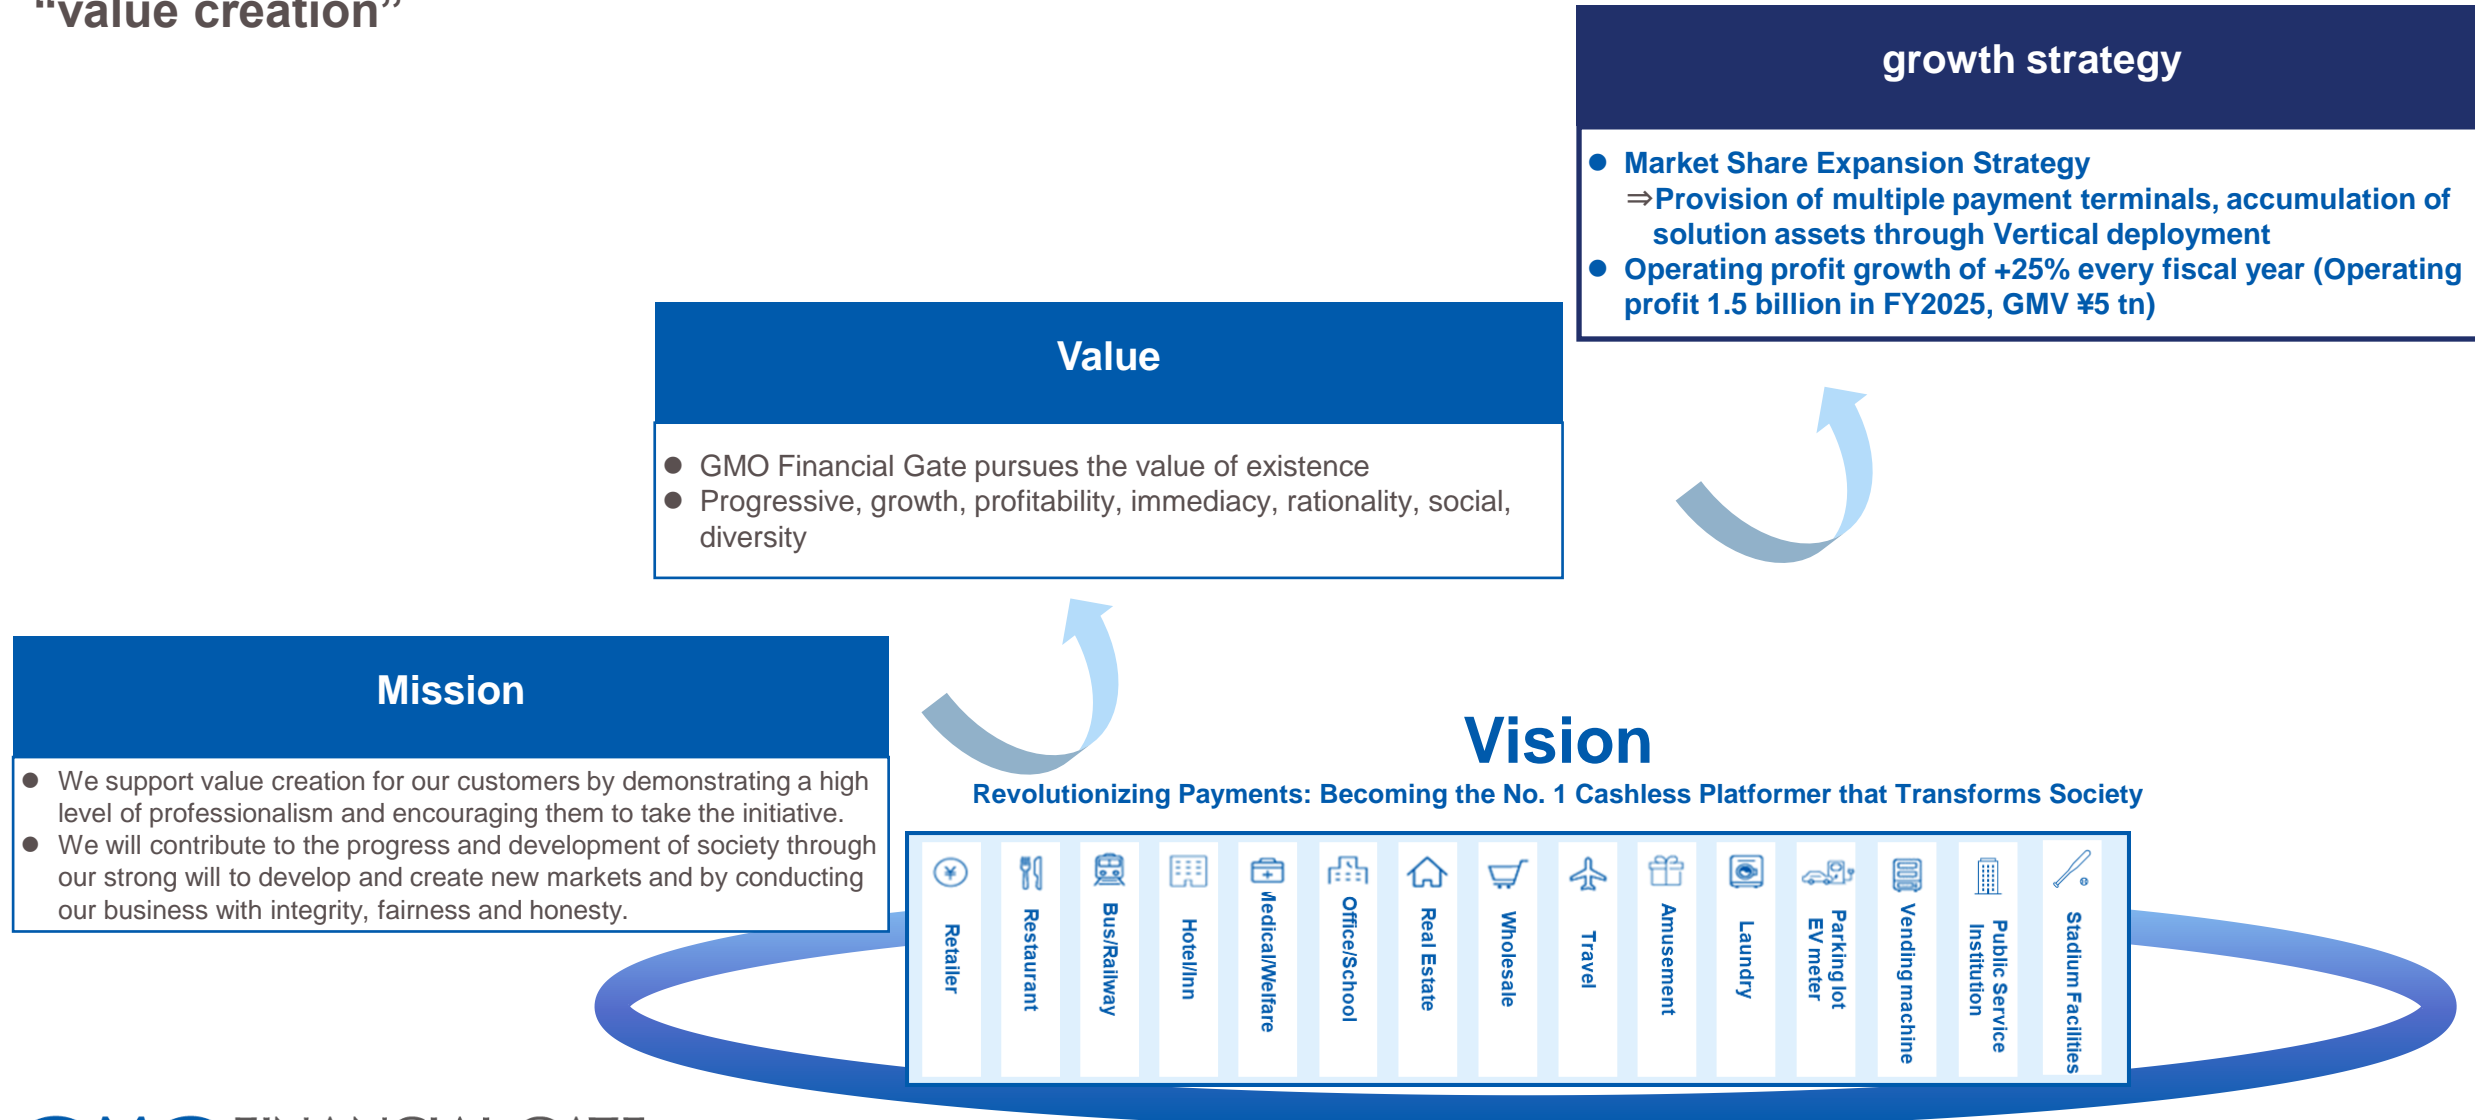 “value creation”
growth strategy
● Market Share Expansion Strategy
⇒Provision of multiple payment terminals, accumulation of
solution assets through Vertical deployment
● Operating profit growth of +25% every fiscal year (Operating
profit 1.5 billion in FY2025, GMV ¥5 tn)
Value
● GMO Financial Gate pursues the value of existence
● Progressive, growth, profitability, immediacy, rationality, social,
diversity
Mission
● We support value creation for our customers by demonstrating a high
level of professionalism and encouraging them to take the initiative.
● We will contribute to the progress and development of society through
our strong will to develop and create new markets and by conducting
our business with integrity, fairness and honesty.
Vision
Revolutionizing Payments: Becoming the No. 1 Cashless Platformer that Transforms Society
¥
Retailer
Restaurant
Bus/Railway
Hotel/Inn
Medical/Welfare
Office/School
Real Estate
Wholesale
Travel
Amusement
Laundry
Parking lot
EV meter
Vending machine
Public Service
Institution
Stadium Facilities
GMO FINANCIAL GATE